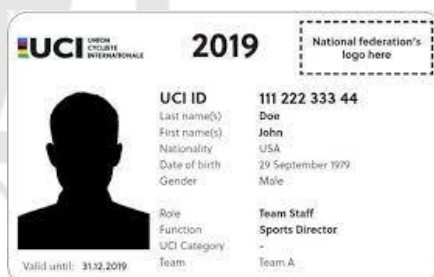 UCI UNION CYCLISTE INTERNATIONALE
2019
National federation's
logo here
UCI ID 111 222 333 44
Last name(s) Doe
First name(s) John
Nationality USA
Date of birth 29 September 1979
Gender Male
Role Team Staff
Function Sports Director
UCI Category -
Team Team A
Valid until: 31.12.2019